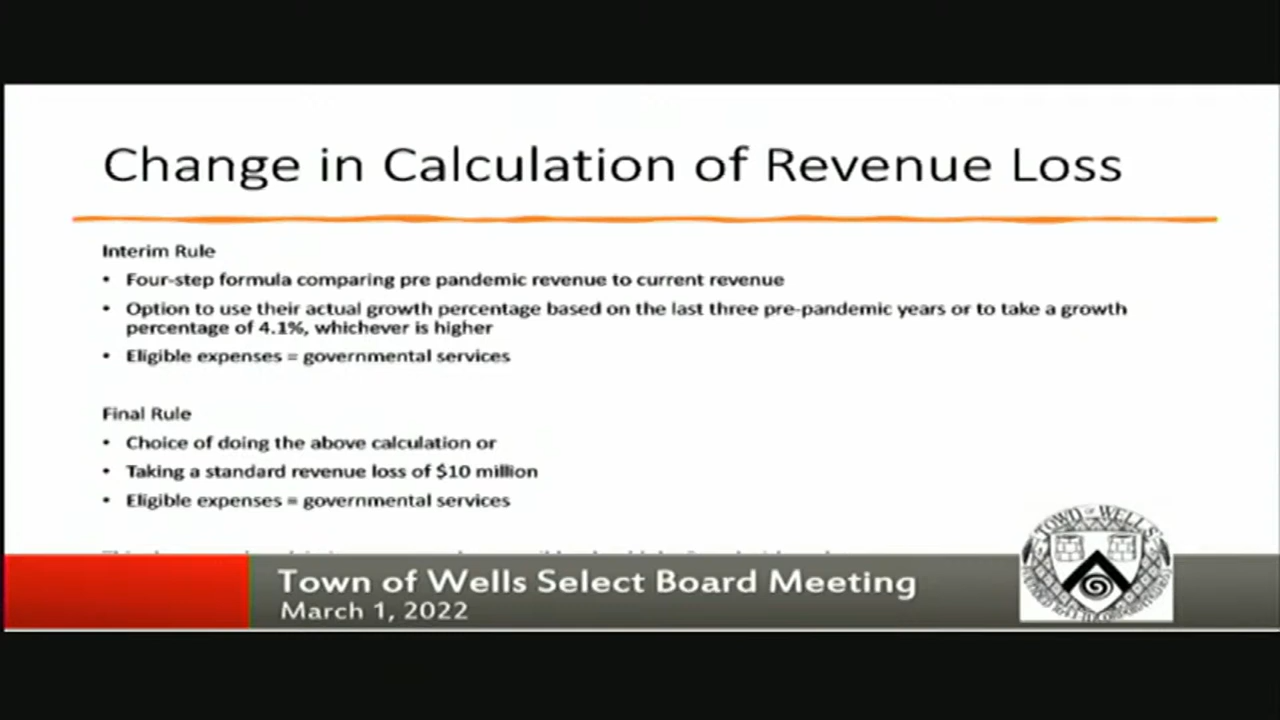 Change in Calculation of Revenue Loss
Interim Rule
• Four-step formula comparing pre pandemic revenue to current revenue
• Option to use their actual growth percentage based on the last three pre-pandemic years or to take a growth
percentage of 4.1%, whichever is higher
• Eligible expenses = governmental services
Final Rule
• Choice of doing the above calculation or
• Taking a standard revenue loss of $10 million
• Eligible expenses = governmental services
TOWN OF WELLS
Town of Wells Select Board Meeting
March 1, 2022